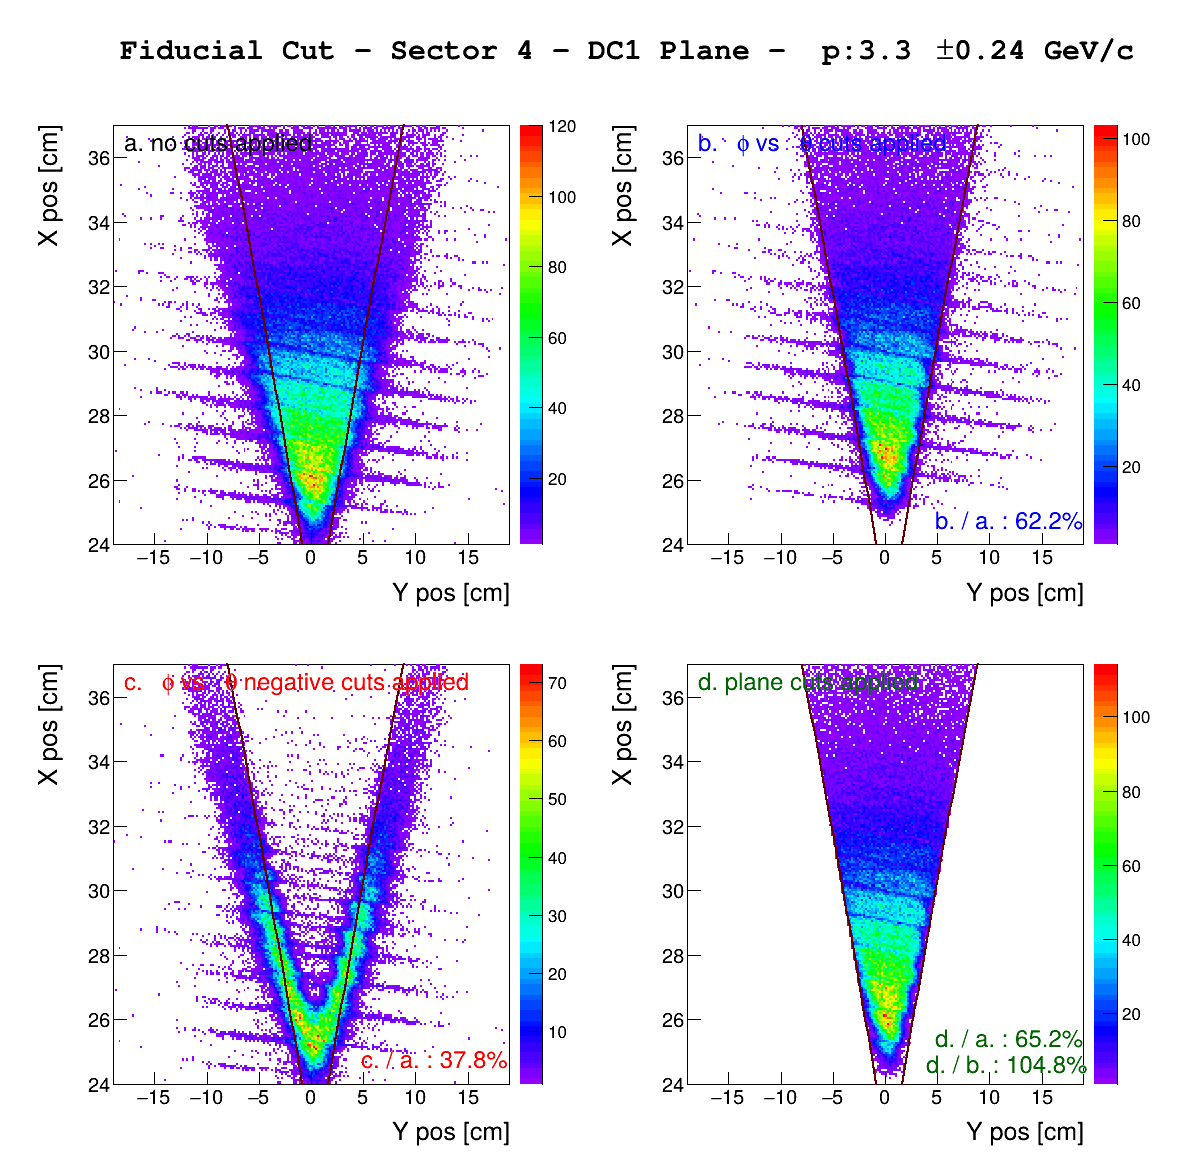 Fiducial Cut – Sector 4 – DC1 Plane – p:3.3 ±0.24 GeV/c
X pos [cm]
a. no cuts applied
36
34
32
30
28
26
24
−15 −10 −5 0 5 10 15
Y pos [cm]
120
100
80
60
40
20
X pos [cm]
b. ϕ vs θ cuts applied
36
34
32
30
28
26
24
b. / a. : 62.2%
−15 −10 −5 0 5 10 15
Y pos [cm]
100
80
60
40
20
X pos [cm]
c. ϕ vs. θ negative cuts applied
36
34
32
30
28
26
24
c. / a. : 37.8%
−15 −10 −5 0 5 10 15
Y pos [cm]
70
60
50
40
30
20
10
X pos [cm]
d. plane cuts applied
36
34
32
30
28
26
24
d. / a. : 65.2%
d. / b. : 104.8%
−15 −10 −5 0 5 10 15
Y pos [cm]
100
80
60
40
20